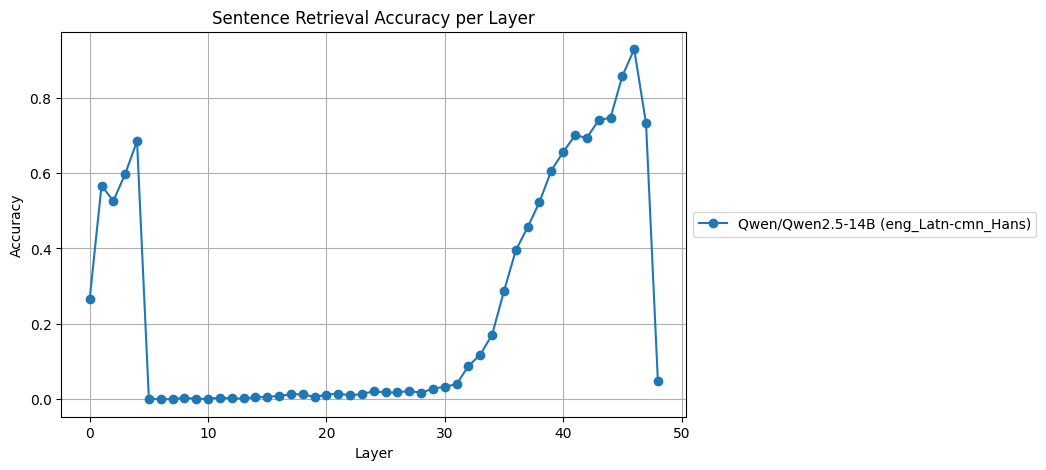 Sentence Retrieval Accuracy per Layer
Accuracy
0.8
0.6
0.4
0.2
0.0
0 10 20 30 40 50
Layer
Qwen/Qwen2.5-14B (eng_Latn-cmn_Hans)